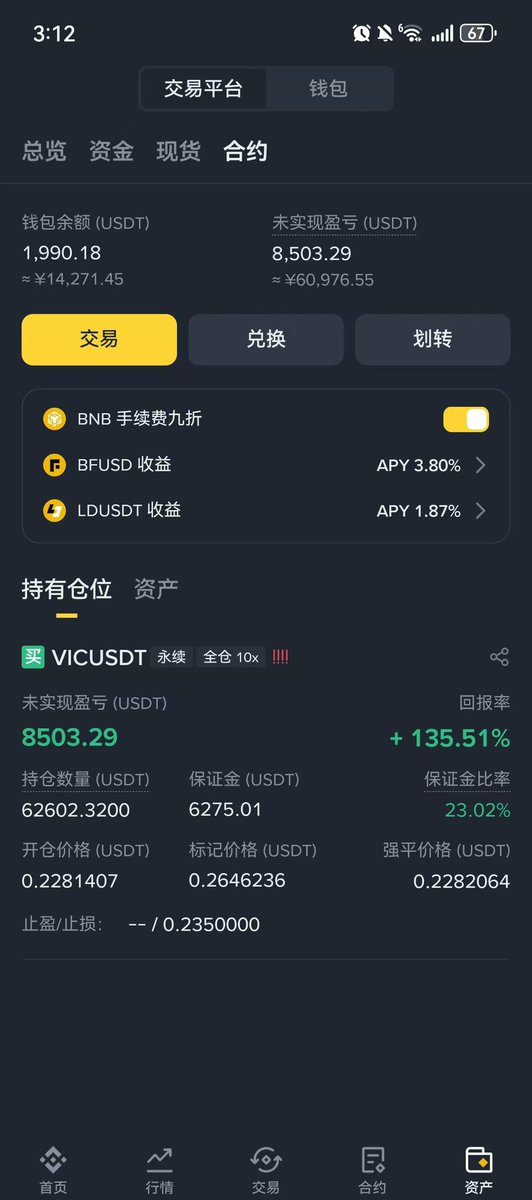 3:12
6
67
交易平台 钱包
总览 资金 现货 合约
钱包余额 (USDT) 未实现盈亏 (USDT)
1,990.18 8,503.29
≈ ¥14,271.45 ≈ ¥60,976.55
交易 兑换 划转
BNB 手续费九折
BFUSD 收益 APY 3.80%
LDUSDT 收益 APY 1.87%
持有仓位 资产
买 VICUSDT 永续 全仓 10x !!!!
未实现盈亏 (USDT) 回报率
8503.29 + 135.51%
持仓数量 (USDT) 保证金 (USDT) 保证金比率
62602.3200 6275.01 23.02%
开仓价格 (USDT) 标记价格 (USDT) 强平价格 (USDT)
0.2281407 0.2646236 0.2282064
止盈/止损: -- / 0.2350000
首页 行情 交易 合约 资产